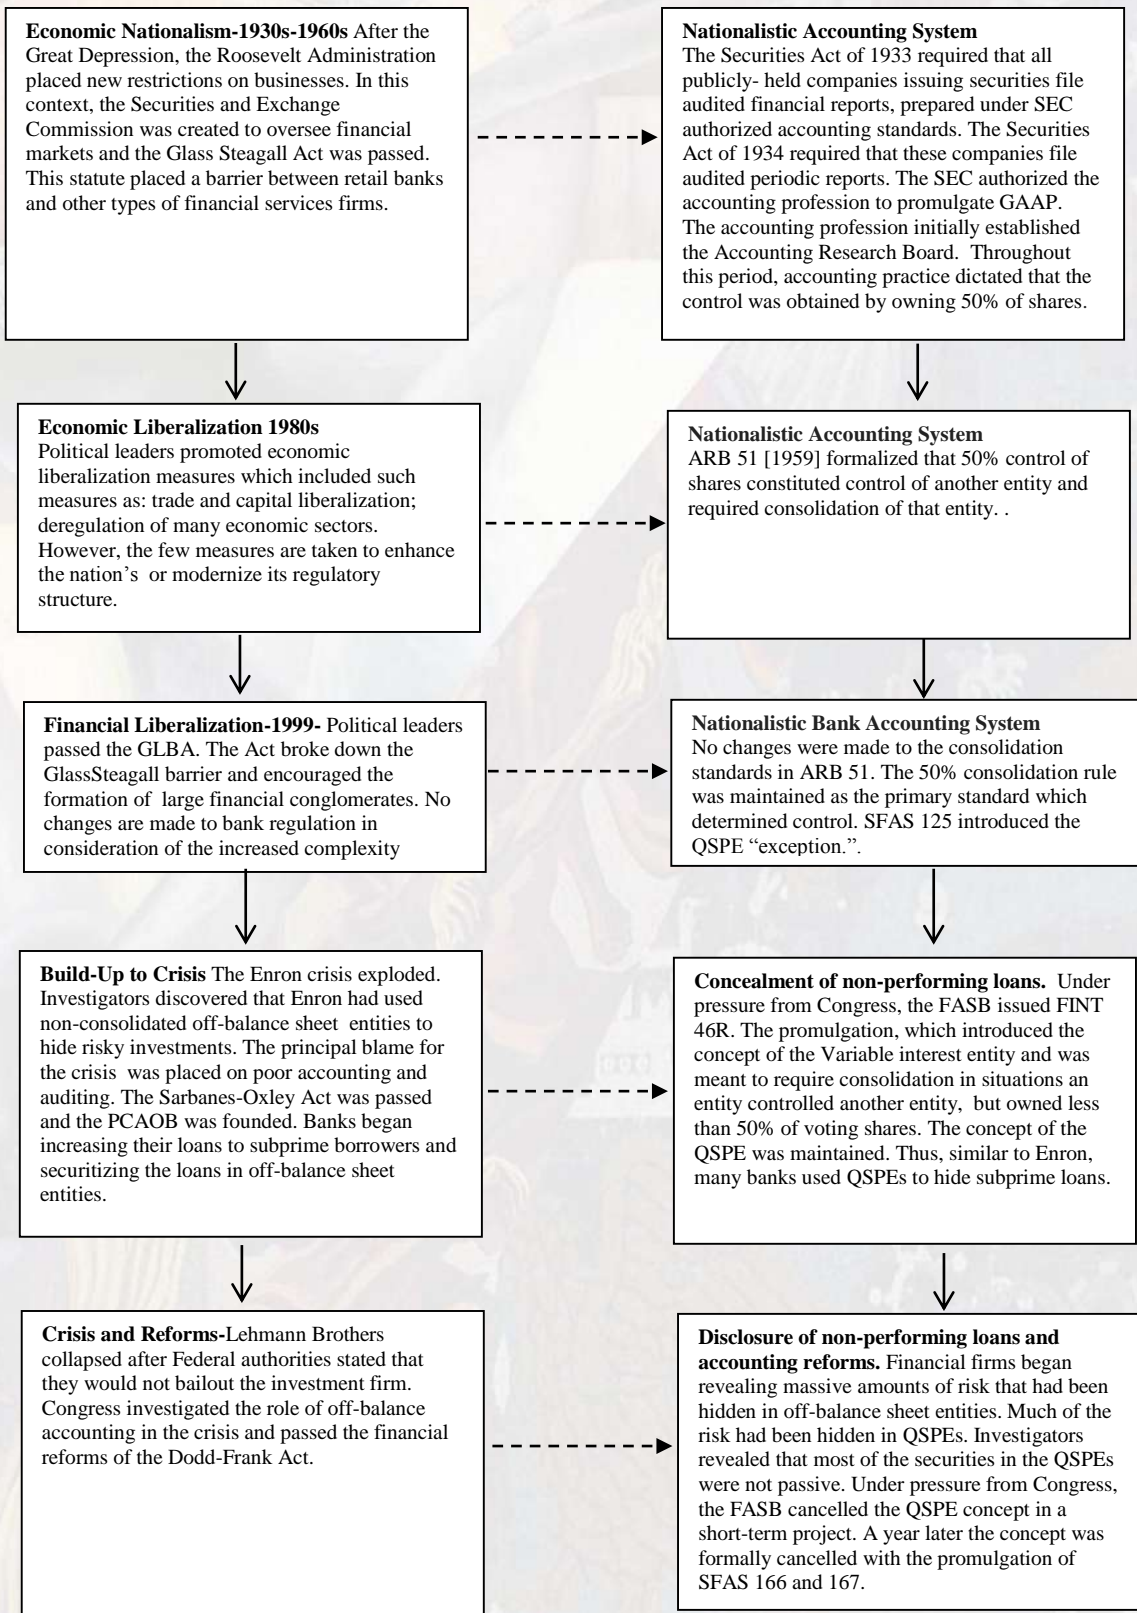 Economic Nationalism-1930s-1960s After the
Great Depression, the Roosevelt Administration
placed new restrictions on businesses. In this
context, the Securities and Exchange
Commission was created to oversee financial
markets and the Glass Steagall Act was passed.
This statute placed a barrier between retail banks
and other types of financial services firms.
Nationalistic Accounting System
The Securities Act of 1933 required that all
publicly- held companies issuing securities file
audited financial reports, prepared under SEC
authorized accounting standards. The Securities
Act of 1934 required that these companies file
audited periodic reports. The SEC authorized the
accounting profession to promulgate GAAP.
The accounting profession initially established
the Accounting Research Board. Throughout
this period, accounting practice dictated that the
control was obtained by owning 50% of shares.
Economic Liberalization 1980s
Political leaders promoted economic
liberalization measures which included such
measures as: trade and capital liberalization;
deregulation of many economic sectors.
However, the few measures are taken to enhance
the nation's or modernize its regulatory
structure.
Nationalistic Accounting System
ARB 51 [1959] formalized that 50% control of
shares constituted control of another entity and
required consolidation of that entity. .
Financial Liberalization-1999- Political leaders
passed the GLBA. The Act broke down the
GlassSteagall barrier and encouraged the
formation of large financial conglomerates. No
changes are made to bank regulation in
consideration of the increased complexity
Nationalistic Bank Accounting System
No changes were made to the consolidation
standards in ARB 51. The 50% consolidation rule
was maintained as the primary standard which
determined control. SFAS 125 introduced the
QSPE “exception.”.
Build-Up to Crisis The Enron crisis exploded.
Investigators discovered that Enron had used
non-consolidated off-balance sheet entities to
hide risky investments. The principal blame for
the crisis was placed on poor accounting and
auditing. The Sarbanes-Oxley Act was passed
and the PCAOB was founded. Banks began
increasing their loans to subprime borrowers and
securitizing the loans in off-balance sheet
entities.
Concealment of non-performing loans. Under
pressure from Congress, the FASB issued FINT
46R. The promulgation, which introduced the
concept of the Variable interest entity and was
meant to require consolidation in situations an
entity controlled another entity, but owned less
than 50% of voting shares. The concept of the
QSPE was maintained. Thus, similar to Enron,
many banks used QSPEs to hide subprime loans.
Crisis and Reforms-Lehmann Brothers
collapsed after Federal authorities stated that
they would not bailout the investment firm.
Congress investigated the role of off-balance
accounting in the crisis and passed the financial
reforms of the Dodd-Frank Act.
Disclosure of non-performing loans and
accounting reforms. Financial firms began
revealing massive amounts of risk that had been
hidden in off-balance sheet entities. Much of the
risk had been hidden in QSPEs. Investigators
revealed that most of the securities in the QSPEs
were not passive. Under pressure from Congress,
the FASB cancelled the QSPE concept in a
short-term project. A year later the concept was
formally cancelled with the promulgation of
SFAS 166 and 167.